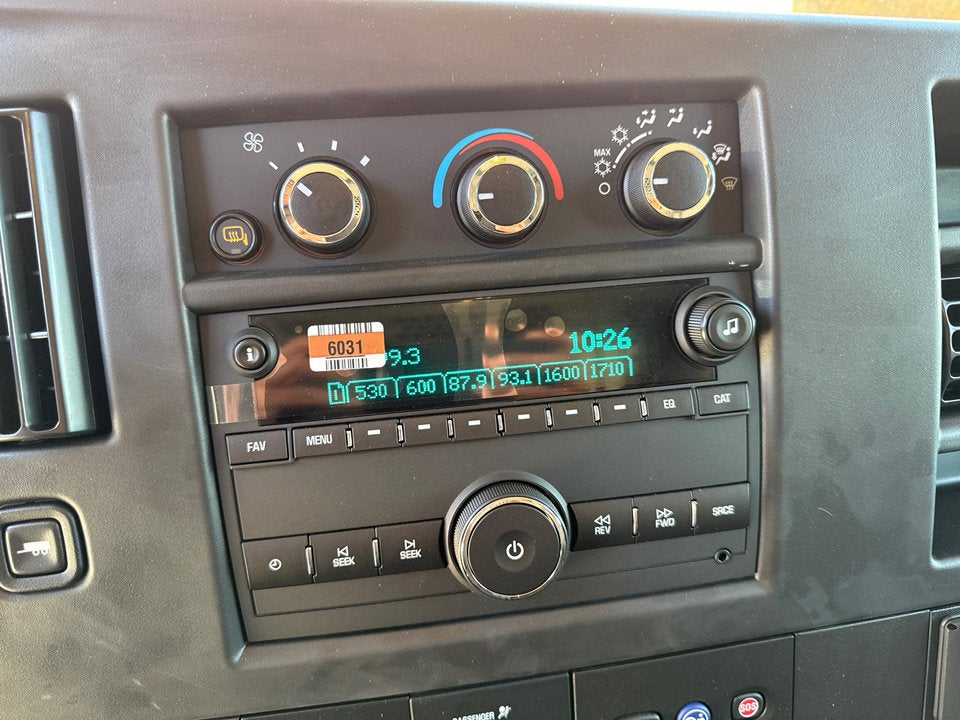 MAX
6031
9.3
10:26
530 600 87.9 93.1 1600 1710
FAV MENU EQ CAT
SEEK SEEK REV FWD SRCE
PASSENGER
SOS